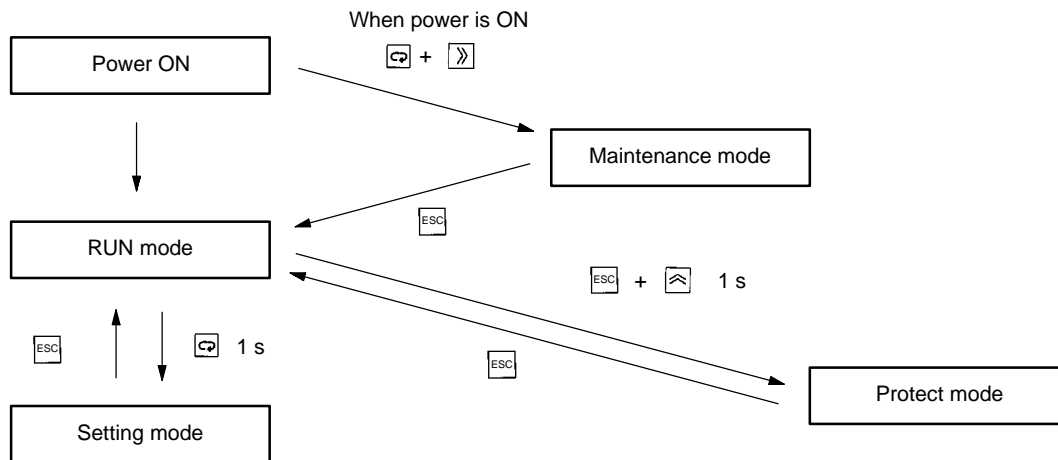 When power is ON
Power ON
+
Maintenance mode
ESC
RUN mode
ESC + 1 s
ESC
1 s
ESC
Protect mode
Setting mode